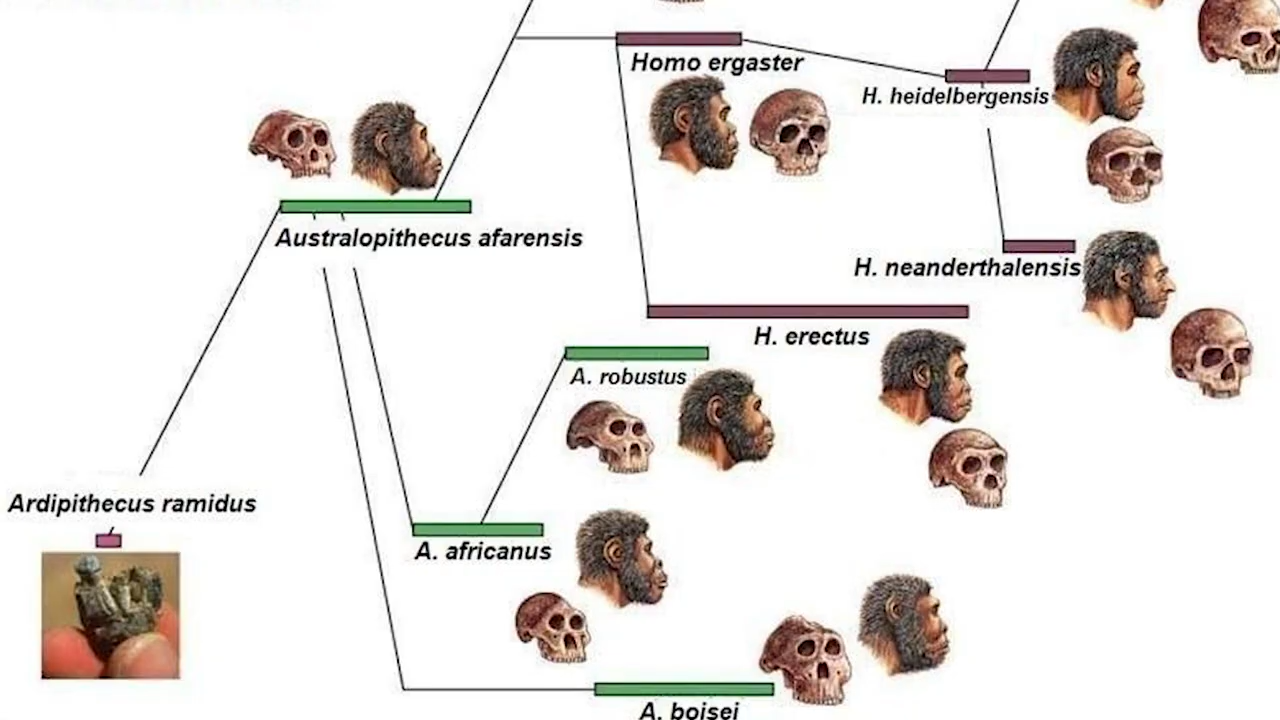 Homo ergaster
H. heidelbergensis
Australopithecus afarensis
H. neanderthalensis
H. erectus
A. robustus
Ardipithecus ramidus
A. africanus
A. boisei